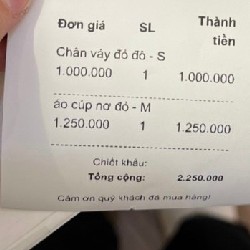 Đơn giá SL Thành tiền
Chân váy đỏ đô - S
1.000.000 1 1.000.000
áo cúp nơ đỏ - M
1.250.000 1 1.250.000
Chiết khấu:
Tổng cộng: 2.250.000
Cảm ơn quý khách đã mua hàng!